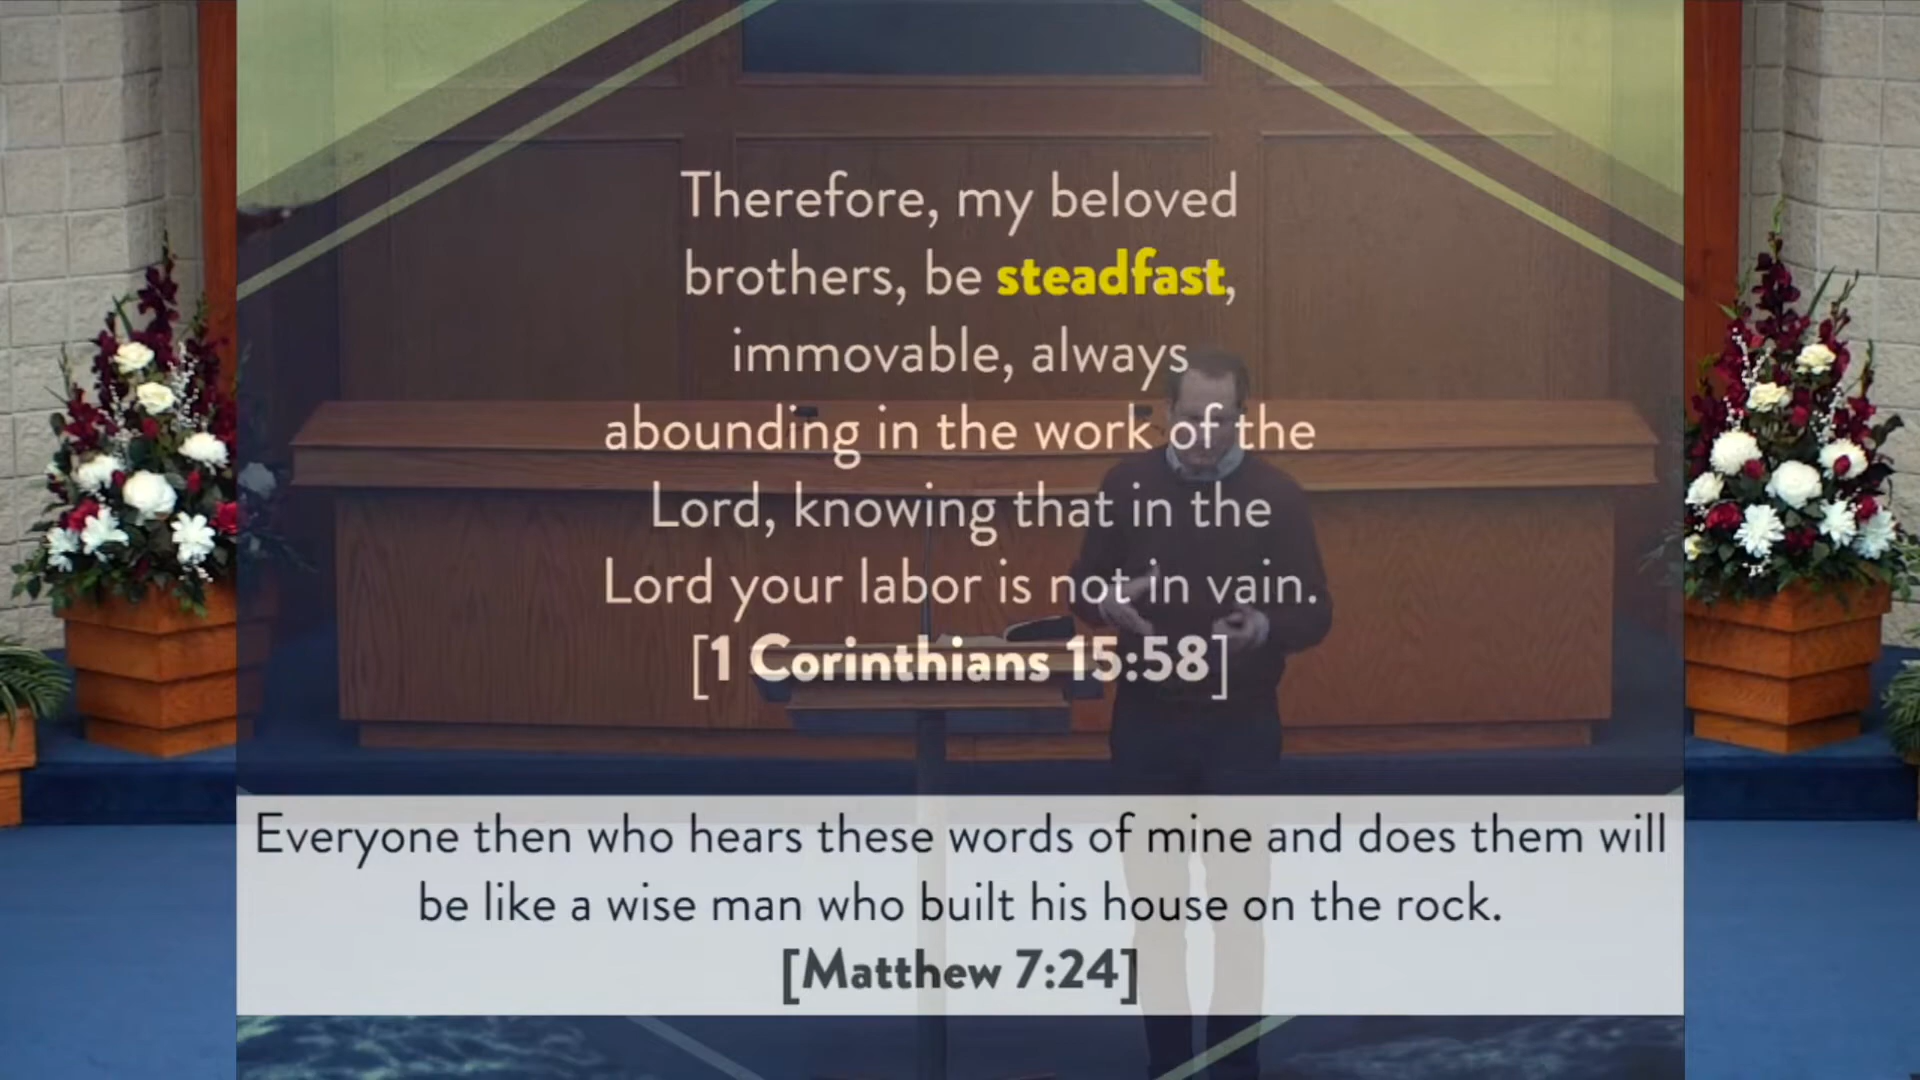 Therefore, my beloved
brothers, be steadfast,
immovable, always
abounding in the work of the
Lord, knowing that in the
Lord your labor is not in vain.
[1 Corinthians 15:58]
Everyone then who hears these words of mine and does them will
be like a wise man who built his house on the rock.
[Matthew 7:24]